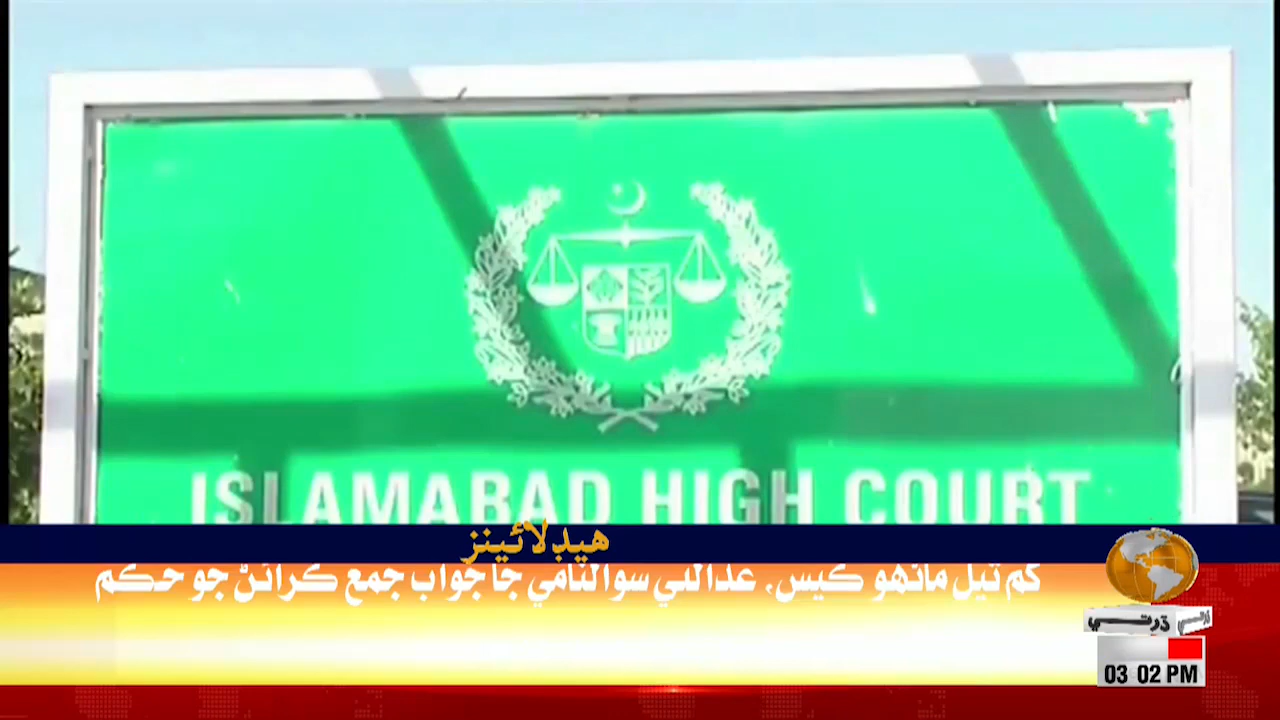 ISLAMABAD HIGH COURT
هيڊلائينز
گم ٿيل ماڻهو ڪيس، عدالتي سوالنامي جا جواب جمع ڪرائڻ جو حڪم
ڌرتي
03 02 PM